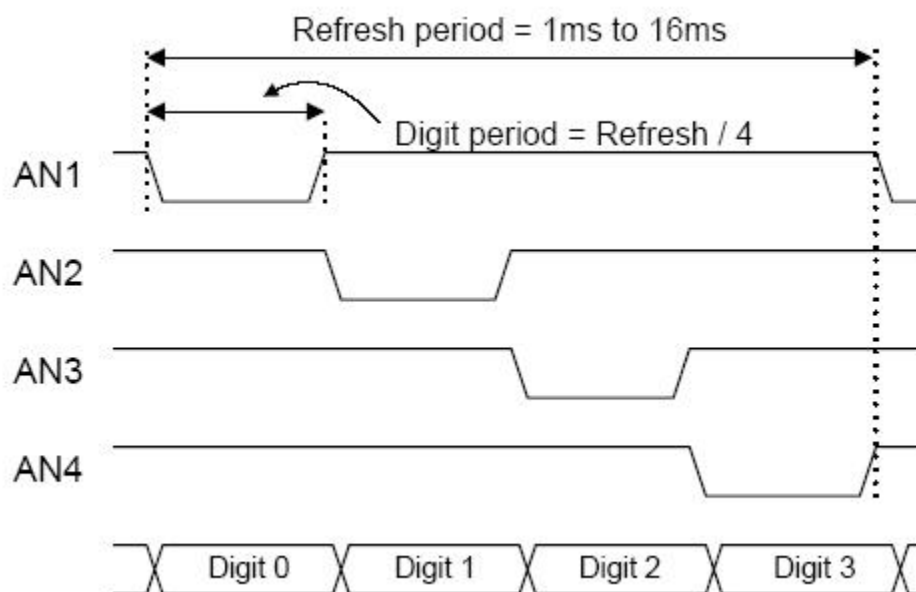 Refresh period = 1ms to 16ms
Digit period = Refresh / 4
AN1
AN2
AN3
AN4
Digit 0 Digit 1 Digit 2 Digit 3